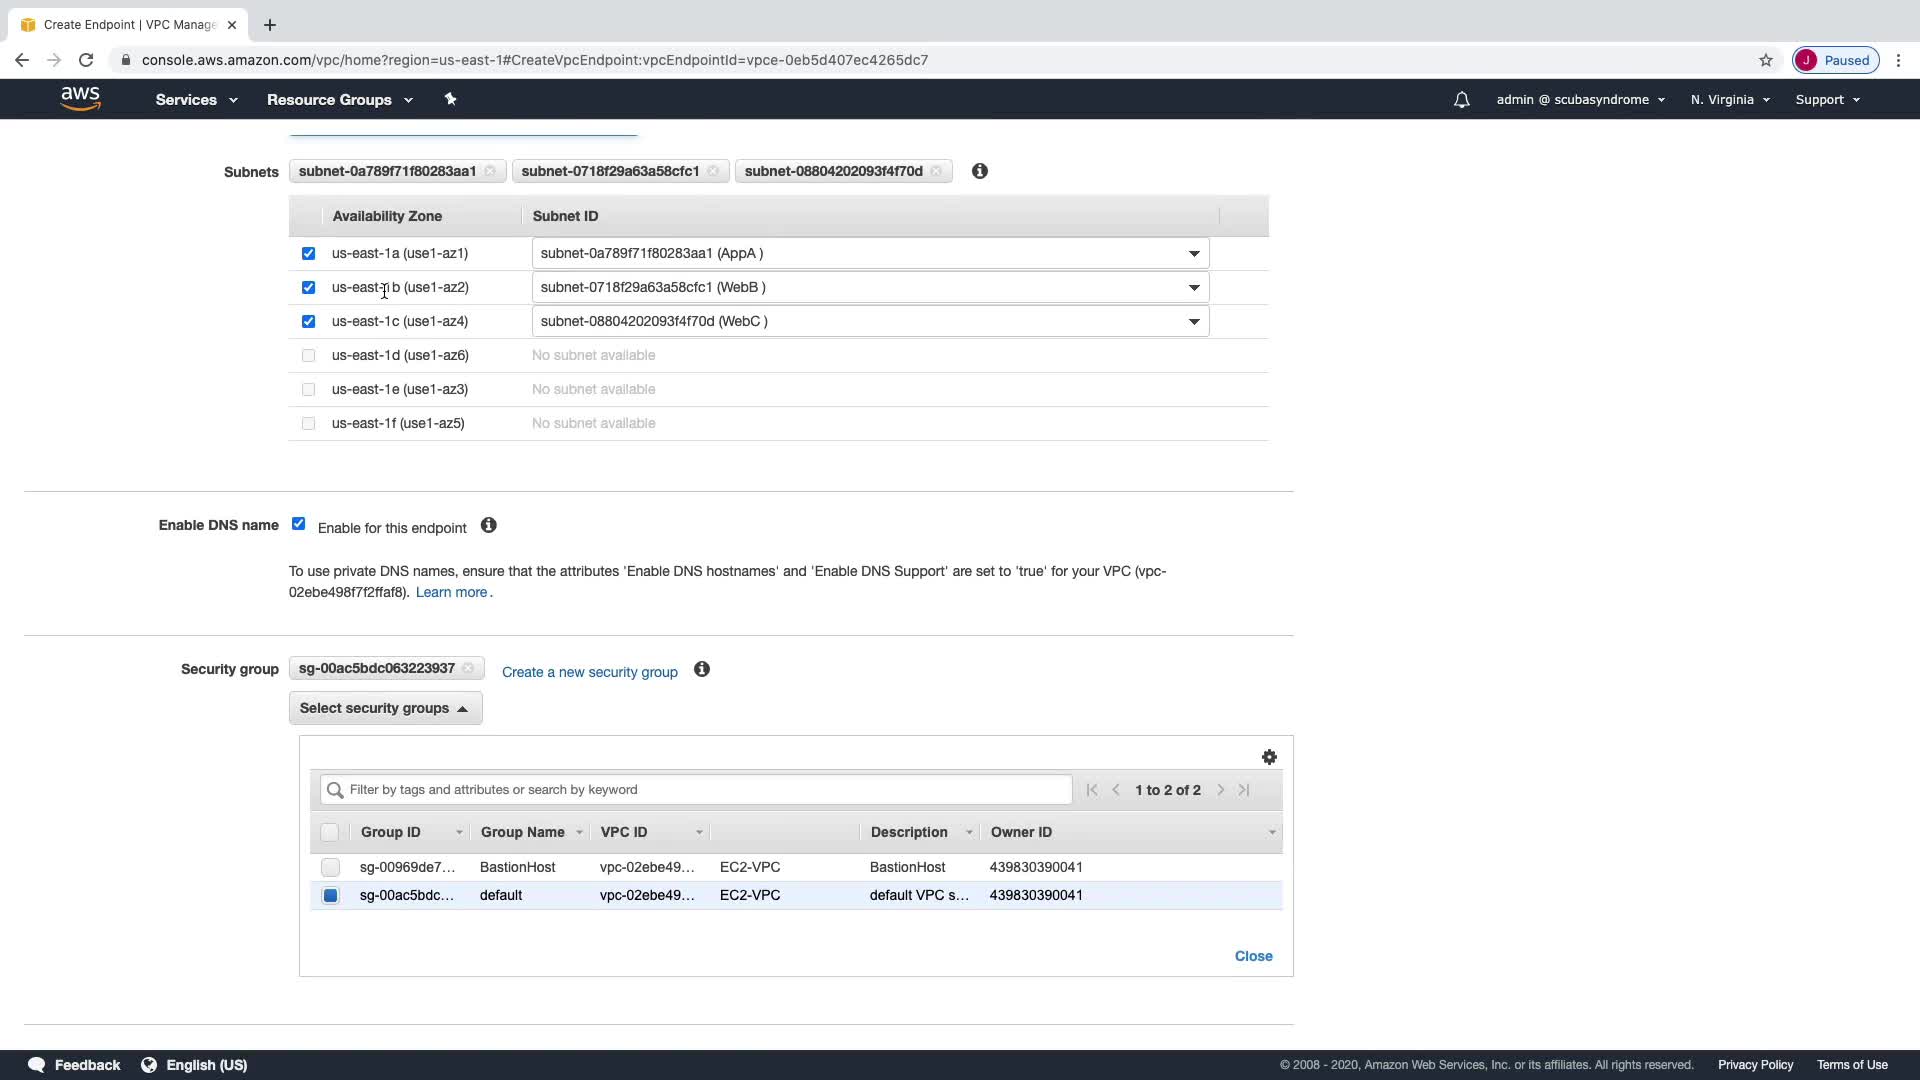 Create Endpoint | VPC Manage
console.aws.amazon.com/vpc/home?region=us-east-1#CreateVpcEndpoint:vpcEndpointId=vpce-0eb5d407ec4265dc7
J Paused
aws Services Resource Groups admin @ scubasyndrome N. Virginia Support
Subnets subnet-0a789f71f80283aa1 subnet-0718f29a63a58cfc1 subnet-08804202093f4f70d
Availability Zone Subnet ID
us-east-1a (use1-az1) subnet-0a789f71f80283aa1 (AppA )
us-east-1b (use1-az2) subnet-0718f29a63a58cfc1 (WebB )
us-east-1c (use1-az4) subnet-08804202093f4f70d (WebC )
us-east-1d (use1-az6) No subnet available
us-east-1e (use1-az3) No subnet available
us-east-1f (use1-az5) No subnet available
Enable DNS name Enable for this endpoint
To use private DNS names, ensure that the attributes 'Enable DNS hostnames' and 'Enable DNS Support' are set to 'true' for your VPC (vpc-
02ebe498f7f2ffaf8). Learn more.
Security group sg-00ac5bdc063223937 Create a new security group
Select security groups
Filter by tags and attributes or search by keyword 1 to 2 of 2
Group ID Group Name VPC ID Description Owner ID
sg-00969de7... BastionHost vpc-02ebe49... EC2-VPC BastionHost 439830390041
sg-00ac5bdc... default vpc-02ebe49... EC2-VPC default VPC s... 439830390041
Close
Feedback English (US) © 2008 - 2020, Amazon Web Services, Inc. or its affiliates. All rights reserved. Privacy Policy Terms of Use